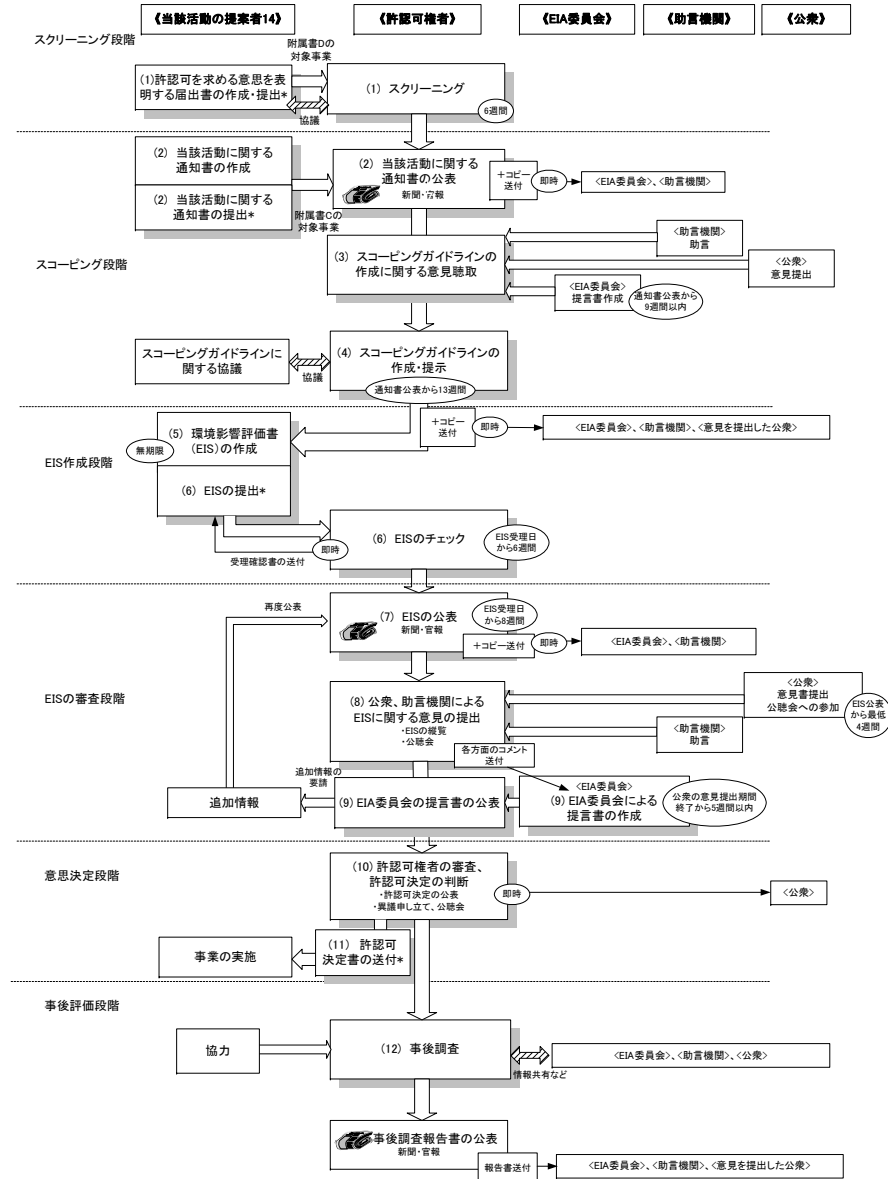 《当該活動の提案者14》
《許認可権者》
《EIA委員会》
《助言機関》
《公衆》
スクリーニング段階
附属書Dの
対象事業
(1)許認可を求める意思を表
明する届出書の作成・提出*
協議
(1) スクリーニング
6週間
(2) 当該活動に関する
通知書の作成
(2) 当該活動に関する
通知書の提出*
附属書Cの
対象事業
(2) 当該活動に関する
通知書の公表
新聞・官報
+コピー
送付
即時
<EIA委員会>、<助言機関>
スコーピング段階
(3) スコーピングガイドラインの
作成に関する意見聴取
<助言機関>
助言
<公衆>
意見提出
<EIA委員会>
提言書作成
通知書公表から
9週間以内
スコーピングガイドラインに
関する協議
協議
(4) スコーピングガイドラインの
作成・提示
通知書公表から13週間
+コピー
送付
即時
<EIA委員会>、<助言機関>、<意見を提出した公衆>
EIS作成段階
(5) 環境影響評価書
(EIS)の作成
無期限
(6) EISの提出*
受理確認書の送付
即時
(6) EISのチェック
EIS受理日
から6週間
再度公表
(7) EISの公表
新聞・官報
EIS受理日
から8週間
+コピー送付
即時
<EIA委員会>、<助言機関>
EISの審査段階
(8) 公衆、助言機関による
EISに関する意見の提出
・EISの縦覧
・公聴会
<公衆>
意見書提出
公聴会への参加
EIS公表
から最低
4週間
<助言機関>
助言
各方面のコメント
送付
追加情報の
要請
追加情報
(9) EIA委員会の提言書の公表
<EIA委員会>
(9) EIA委員会による
提言書の作成
公衆の意見提出期間
終了から5週間以内
意思決定段階
(10) 許認可権者の審査、
許認可決定の判断
・許認可決定の公表
・異議申し立て、公聴会
即時
<公衆>
事業の実施
(11) 許認可
決定書の送付*
事後評価段階
協力
(12) 事後調査
情報共有など
<EIA委員会>、<助言機関>、<公衆>
事後調査報告書の公表
新聞・官報
報告書送付
<EIA委員会>、<助言機関>、<意見を提出した公衆>